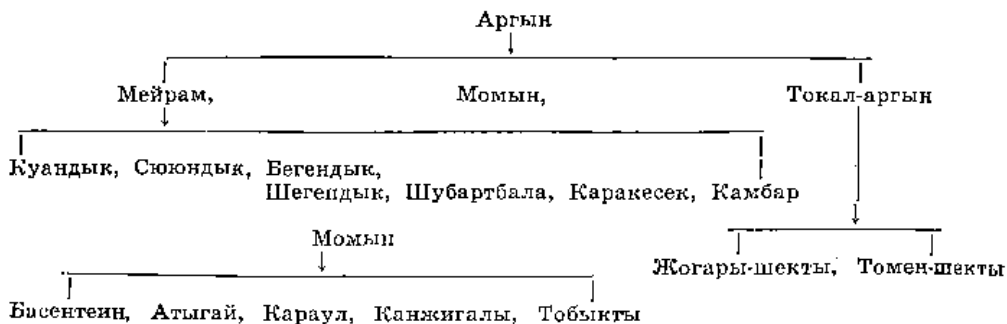 Аргын
Мейрам, Момын, Токал-аргын
Куандык, Сююндык, Бегендык,
Шегендык, Шубартбала, Каракесек, Камбар
Момын
Жогары-шекты, Томен-шекты
Басентеин, Атыгай, Караул, Канжигалы, Тобыкты